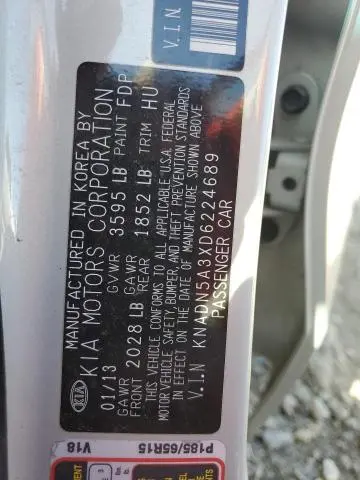 V.I.N
MANUFACTURED IN KOREA BY
KIA MOTORS CORPORATION
KIA
01/13 GVWR 3595 LB PAINT FDP
GAWR FRONT 2028 LB GAWR REAR 1852 LB TRIM HU
THIS VEHICLE CONFORMS TO ALL APPLICABLE U.S.A. FEDERAL
MOTOR VEHICLE SAFETY, BUMPER, AND THEFT PREVENTION STANDARDS
IN EFFECT ON THE DATE OF MANUFACTURE SHOWN ABOVE
V.I.N KNADN5A3XD6224689
PASSENGER CAR
V18 P185/65R15